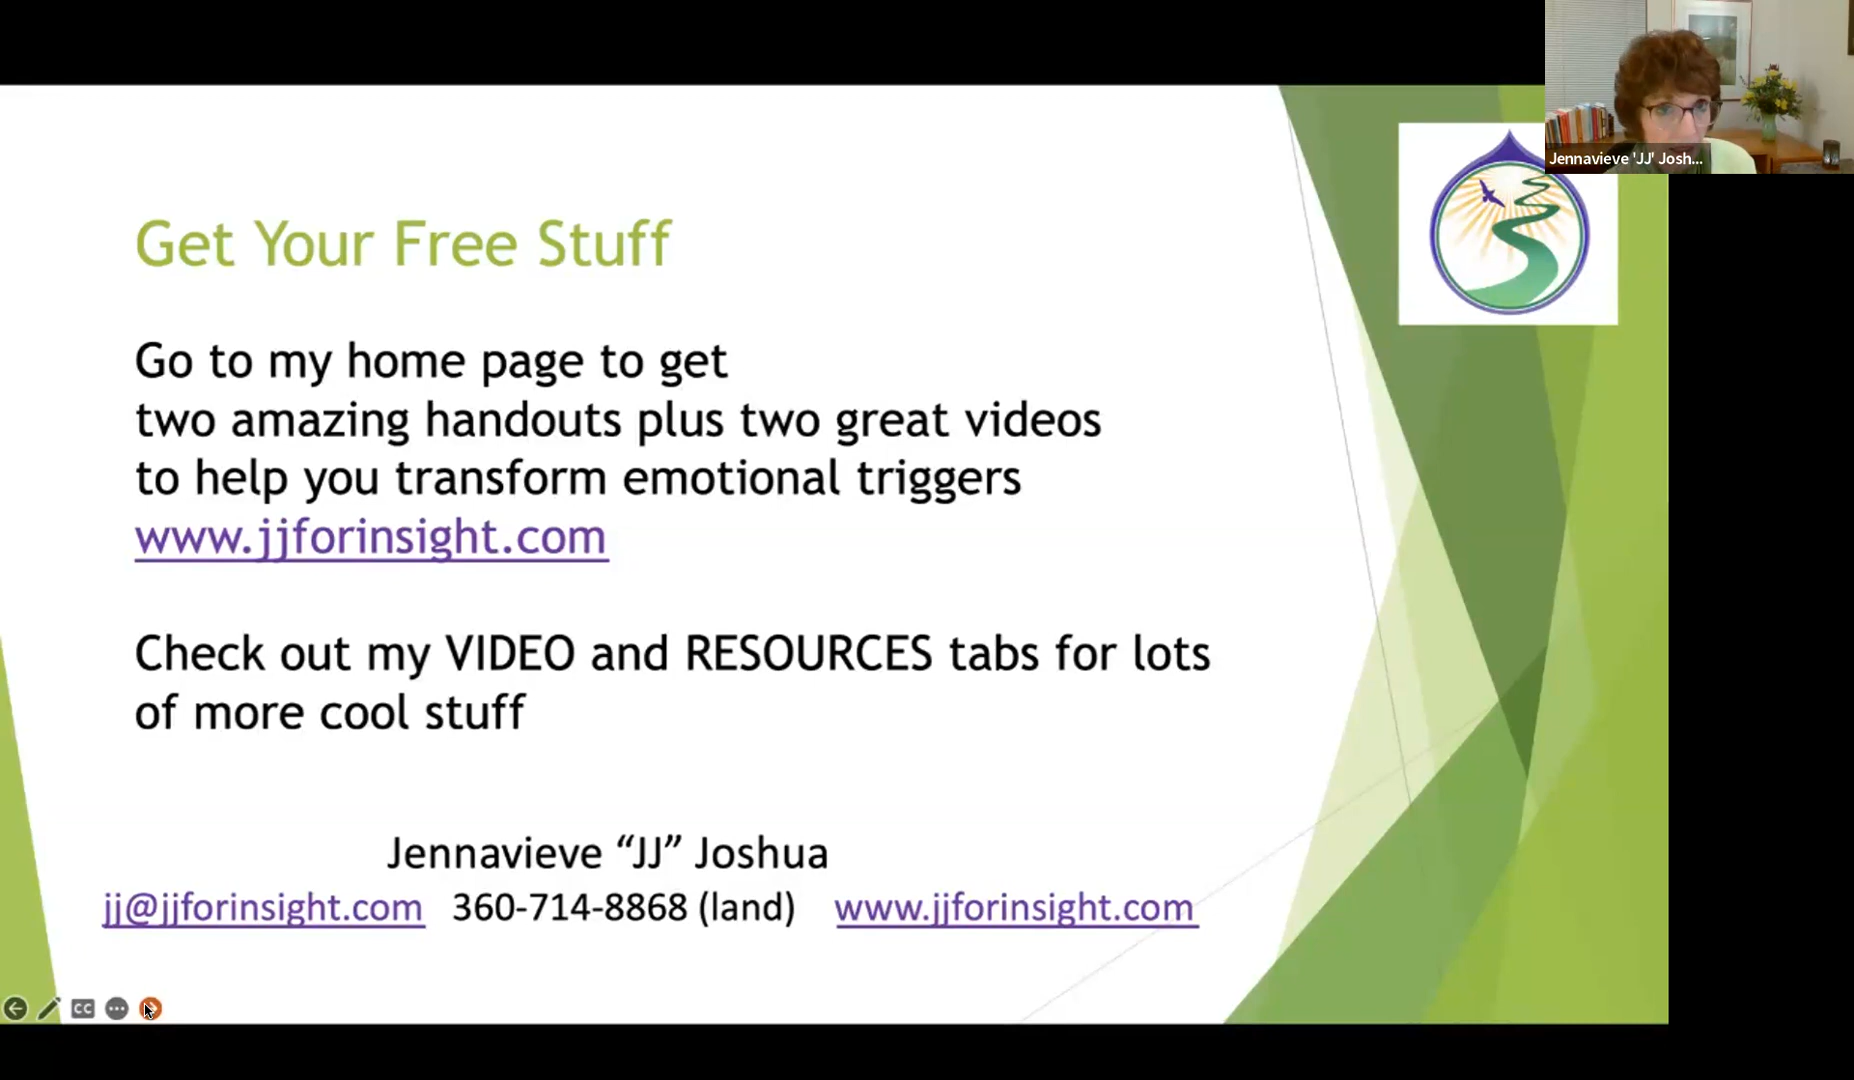 Get Your Free Stuff
Go to my home page to get
two amazing handouts plus two great videos
to help you transform emotional triggers
www.jjforinsight.com
Check out my VIDEO and RESOURCES tabs for lots
of more cool stuff
Jennavieve “JJ” Joshua
jj@jjforinsight.com 360-714-8868 (land) www.jjforinsight.com
Jennavieve 'JJ' Josh...
CC